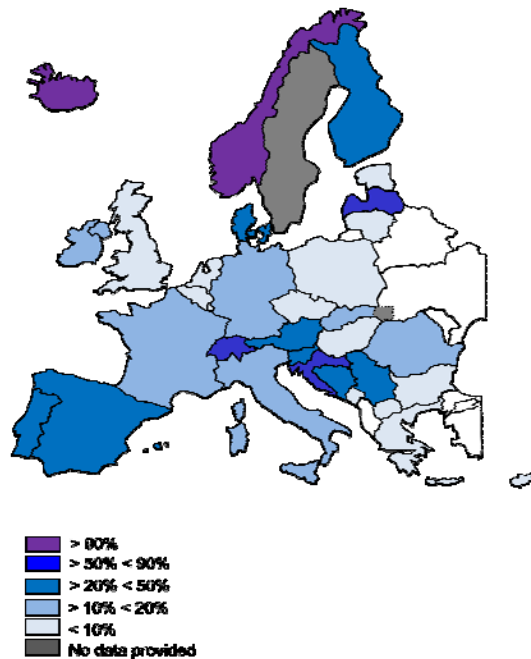 > 90%
> 50% < 90%
> 20% < 50%
> 10% < 20%
< 10%
No data provided